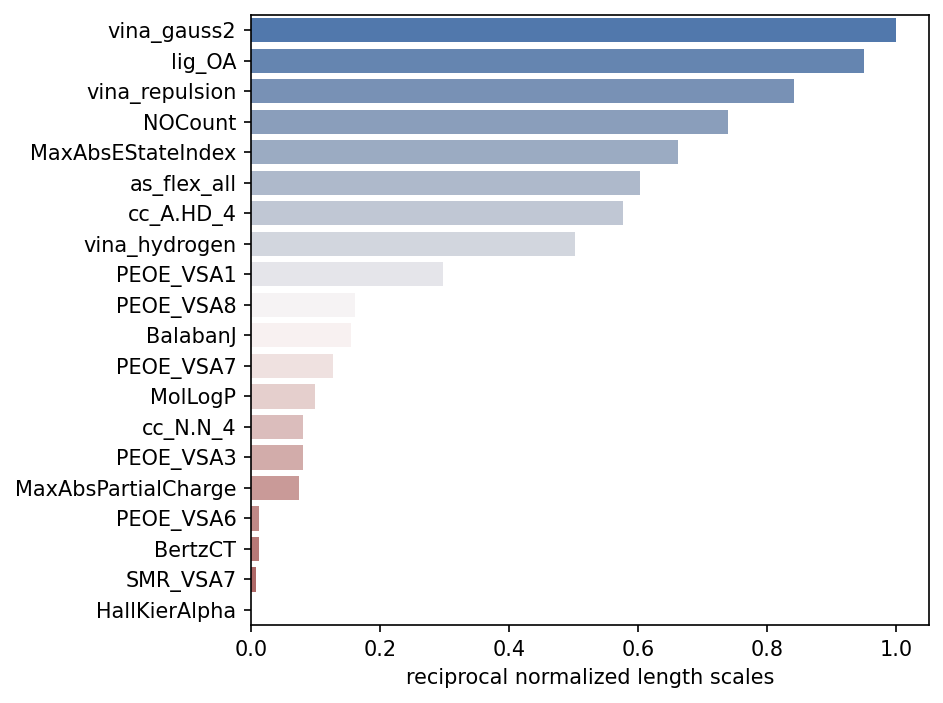 vina_gauss2
lig_OA
vina_repulsion
NOCount
MaxAbsEStateIndex
as_flex_all
cc_A.HD_4
vina_hydrogen
PEOE_VSA1
PEOE_VSA8
BalabanJ
PEOE_VSA7
MolLogP
cc_N.N_4
PEOE_VSA3
MaxAbsPartialCharge
PEOE_VSA6
BertzCT
SMR_VSA7
HallKierAlpha
0.0 0.2 0.4 0.6 0.8 1.0
reciprocal normalized length scales